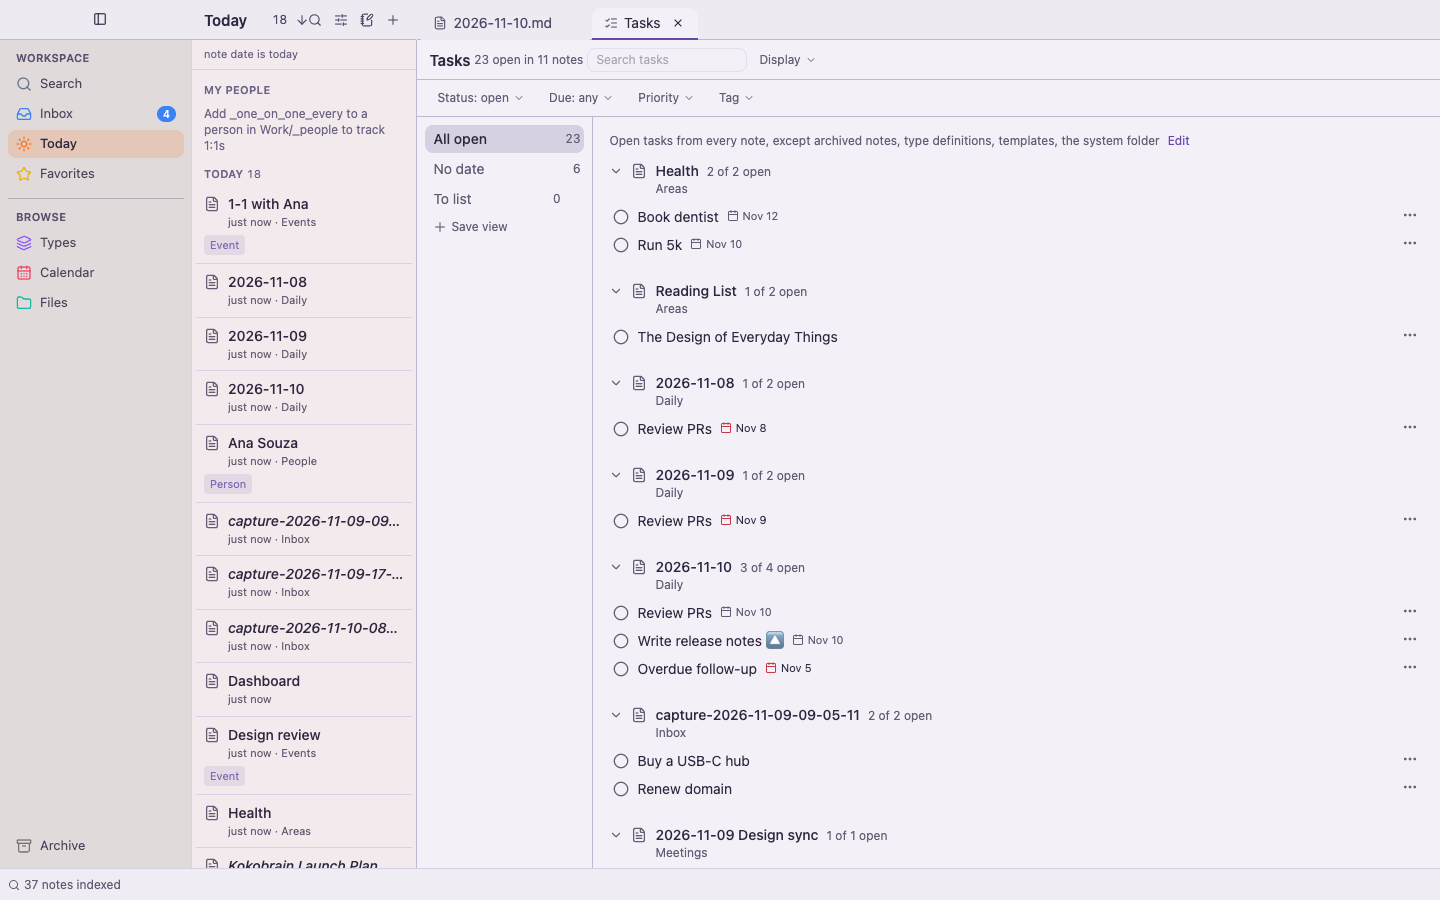 WORKSPACE
Search
Inbox 4
Today
Favorites
BROWSE
Types
Calendar
Files
Archive
37 notes indexed
Today 18
note date is today
MY PEOPLE
Add _one_on_one_every to a
person in Work/_people to track
1:1s
TODAY 18
1-1 with Ana
just now · Events
Event
2026-11-08
just now · Daily
2026-11-09
just now · Daily
2026-11-10
just now · Daily
Ana Souza
just now · People
Person
capture-2026-11-09-09...
just now · Inbox
capture-2026-11-09-17-...
just now · Inbox
capture-2026-11-10-08...
just now · Inbox
Dashboard
just now
Design review
just now · Events
Event
Health
just now · Areas
Kokobrain Launch Plan
2026-11-10.md
Tasks
Tasks 23 open in 11 notes Search tasks Display
Status: open Due: any Priority Tag
All open 23
No date 6
To list 0
Save view
Open tasks from every note, except archived notes, type definitions, templates, the system folder Edit
Health 2 of 2 open
Areas
Book dentist Nov 12
Run 5k Nov 10
Reading List 1 of 2 open
Areas
The Design of Everyday Things
2026-11-08 1 of 2 open
Daily
Review PRs Nov 8
2026-11-09 1 of 2 open
Daily
Review PRs Nov 9
2026-11-10 3 of 4 open
Daily
Review PRs Nov 10
Write release notes 🔼 Nov 10
Overdue follow-up Nov 5
capture-2026-11-09-09-05-11 2 of 2 open
Inbox
Buy a USB-C hub
Renew domain
2026-11-09 Design sync 1 of 1 open
Meetings